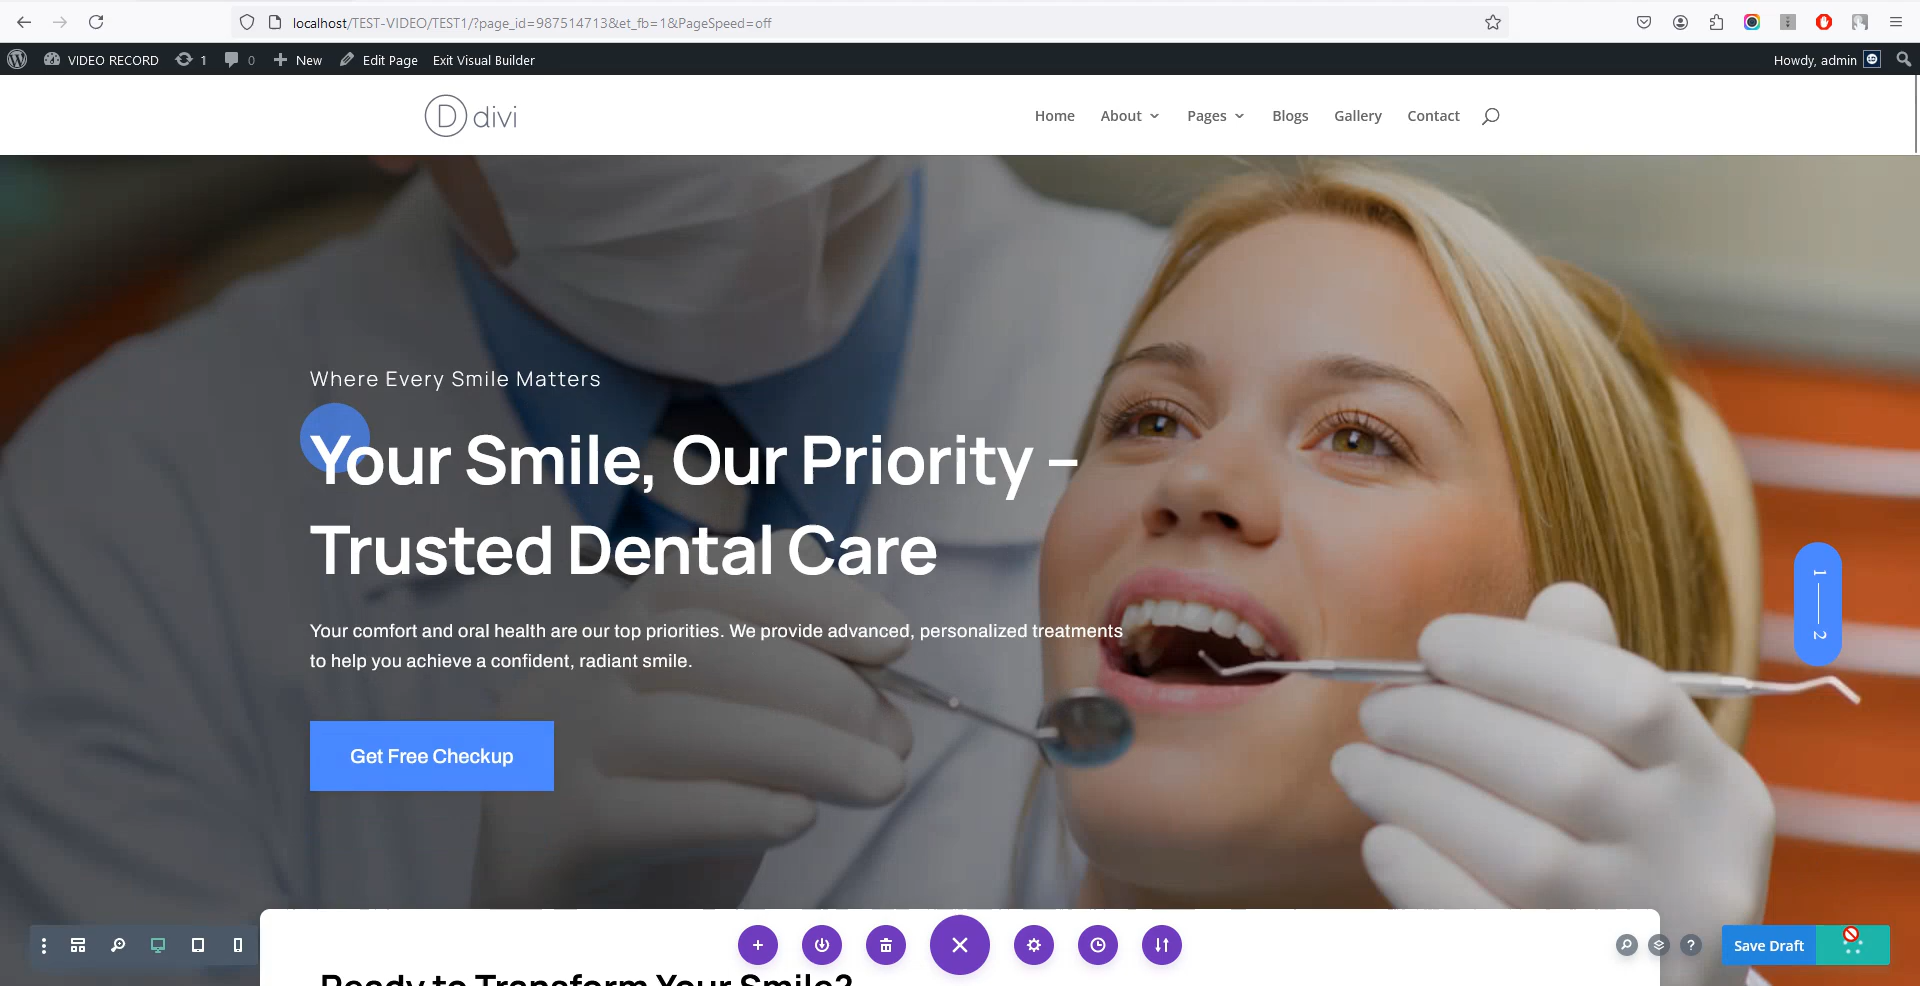 localhost/TEST-VIDEO/TEST1/?page_id=987514713&et_fb=1&PageSpeed=off
VIDEO RECORD 1 0 New Edit Page Exit Visual Builder Howdy, admin
D divi Home About Pages Blogs Gallery Contact
Where Every Smile Matters
Your Smile, Our Priority –
Trusted Dental Care
Your comfort and oral health are our top priorities. We provide advanced, personalized treatments
to help you achieve a confident, radiant smile.
1
2
Get Free Checkup
? Save Draft
Ready to Transform Your Smile?